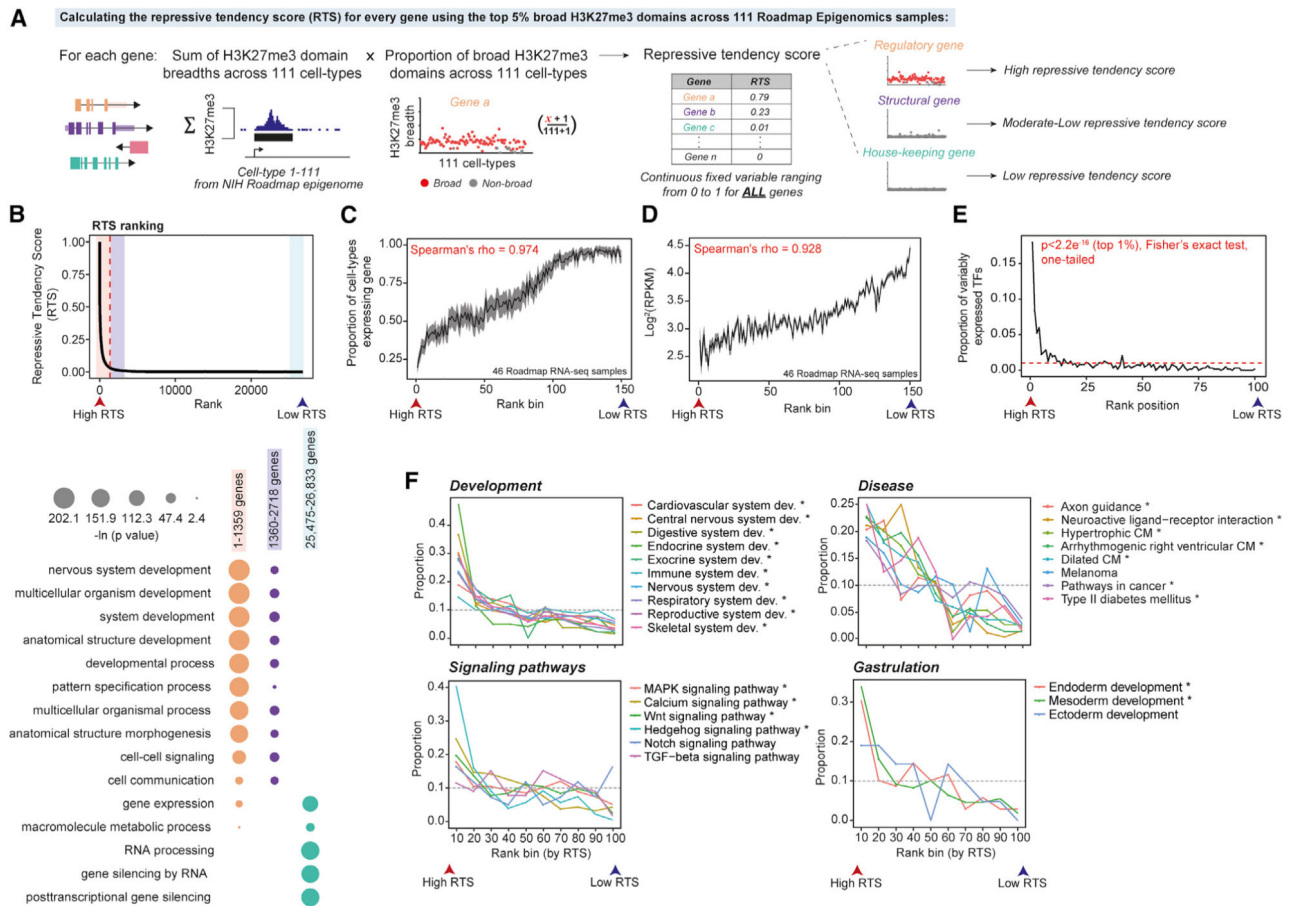 A
Calculating the repressive tendency score (RTS) for every gene using the top 5% broad H3K27me3 domains across 111 Roadmap Epigenomics samples:
For each gene:
Sum of H3K27me3 domain
breadths across 111 cell-types
x
Proportion of broad H3K27me3
domains across 111 cell-types
Repressive tendency score
Σ
H3K27me3
Cell-type 1-111
from NIH Roadmap epigenome
Gene a
H3K27me3
breadth
111 cell-types
Broad
Non-broad
(x + 1
111+1)
Gene RTS
Gene a 0.79
Gene b 0.23
Gene c 0.01
Gene n 0
Continuous fixed variable ranging
from 0 to 1 for ALL genes
Regulatory gene
High repressive tendency score
Structural gene
Moderate-Low repressive tendency score
House-keeping gene
Low repressive tendency score
B
RTS ranking
Repressive Tendency Score
(RTS)
1.00
0.75
0.50
0.25
0.00
0 10000 20000
Rank
High RTS
Low RTS
C
Spearman's rho = 0.974
Proportion of cell-types
expressing gene
1.00
0.75
0.50
0.25
46 Roadmap RNA-seq samples
0 50 100 150
Rank bin
High RTS
Low RTS
D
Spearman's rho = 0.928
Log²(RPKM)
4.5
4.0
3.5
3.0
2.5
46 Roadmap RNA-seq samples
0 50 100 150
Rank bin
High RTS
Low RTS
E
p<2.2e-16 (top 1%), Fisher's exact test,
one-tailed
Proportion of variably
expressed TFs
0.15
0.10
0.05
0.00
0 25 50 75 100
Rank position
High RTS
Low RTS
202.1 151.9 112.3 47.4 2.4
-ln (p value)
1-1359 genes
1360-2718 genes
25,475-26,833 genes
nervous system development
multicellular organism development
system development
anatomical structure development
developmental process
pattern specification process
multicellular organismal process
anatomical structure morphogenesis
cell-cell signaling
cell communication
gene expression
macromolecule metabolic process
RNA processing
gene silencing by RNA
posttranscriptional gene silencing
F
Development
Proportion
0.4
0.3
0.2
0.1
0.0
Cardiovascular system dev. *
Central nervous system dev. *
Digestive system dev. *
Endocrine system dev. *
Exocrine system dev. *
Immune system dev. *
Nervous system dev. *
Respiratory system dev. *
Reproductive system dev. *
Skeletal system dev. *
Disease
Proportion
0.25
0.20
0.15
0.10
0.05
0.00
Axon guidance *
Neuroactive ligand−receptor interaction *
Hypertrophic CM *
Arrhythmogenic right ventricular CM *
Dilated CM *
Melanoma
Pathways in cancer *
Type II diabetes mellitus *
Signaling pathways
Proportion
0.4
0.3
0.2
0.1
0.0
MAPK signaling pathway *
Calcium signaling pathway *
Wnt signaling pathway *
Hedgehog signaling pathway *
Notch signaling pathway
TGF−beta signaling pathway
10 20 30 40 50 60 70 80 90 100
Rank bin (by RTS)
High RTS
Low RTS
Gastrulation
Proportion
0.3
0.2
0.1
0.0
Endoderm development *
Mesoderm development *
Ectoderm development
10 20 30 40 50 60 70 80 90 100
Rank bin (by RTS)
High RTS
Low RTS